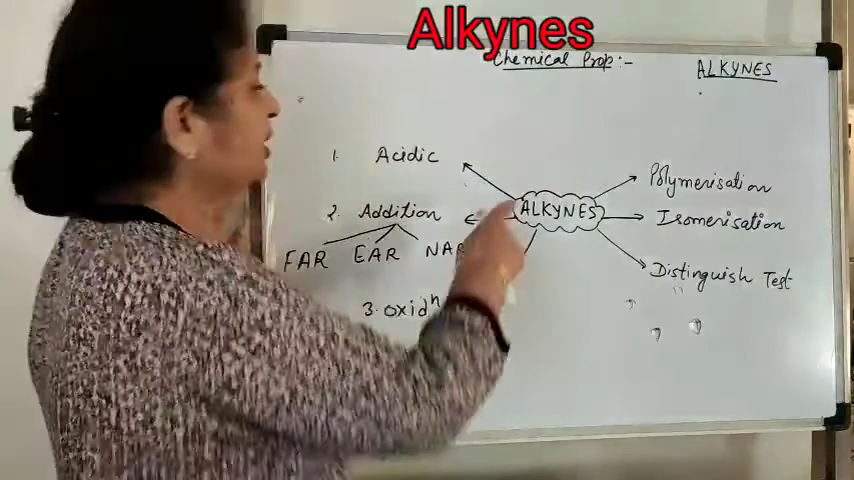 Alkynes
Chemical Prop:-
ALKYNES
1. Acidic
2. Addition
FAR EAR NAR
3. Oxidⁿ
ALKYNES
Polymerisation
Isomerisation
Distinguish Test